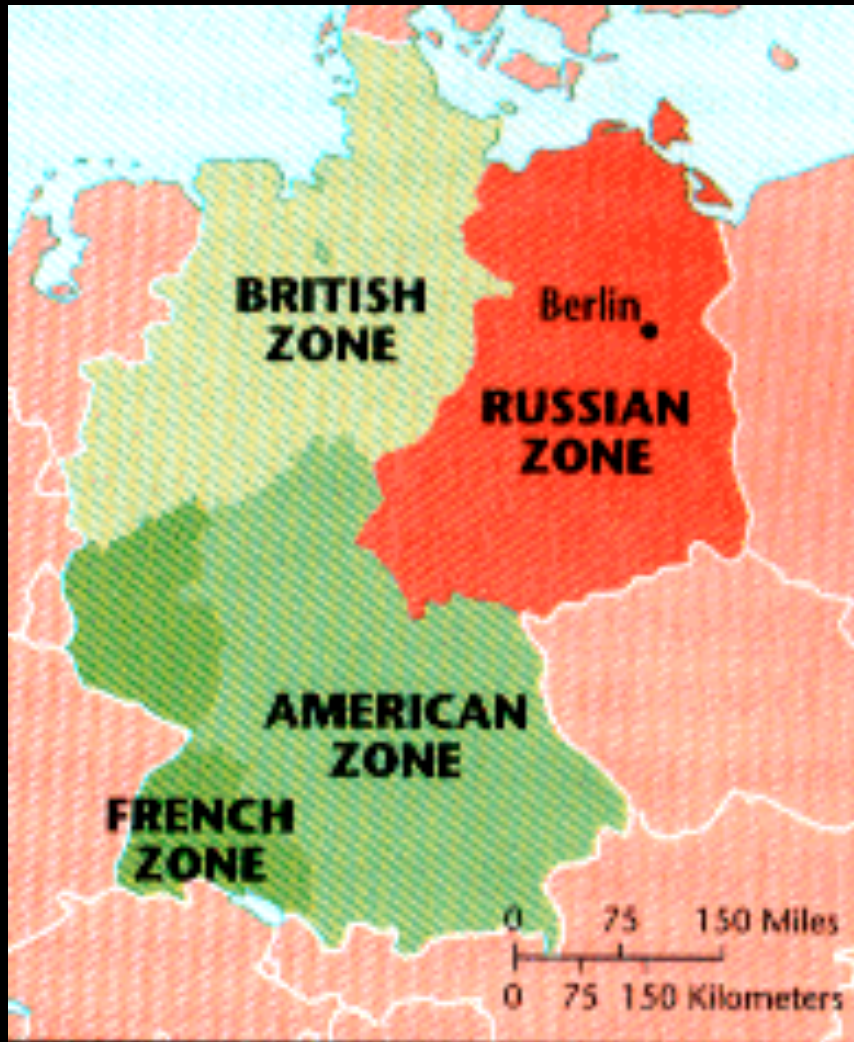 BRITISH
ZONE
Berlin
RUSSIAN
ZONE
AMERICAN
ZONE
FRENCH
ZONE
0 75 150 Miles
0 75 150 Kilometers